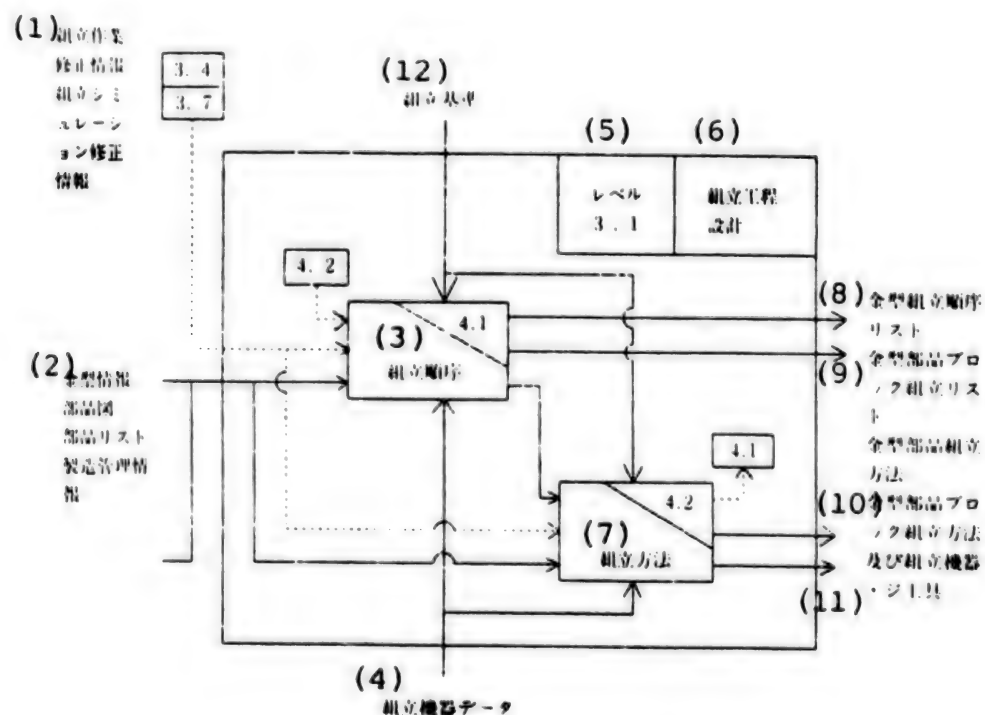 (1) 組立作業
修正情報
組立シミ
ュレーシ
ョン修正
情報
3.4
3.7
(12)
組立基準
(5)
(6)
レベル
3.1
組立工程
設計
4.2
(3)
4.1
組立順序
(2)
金型情報
部品図
部品リスト
製造管理情
報
(8) 金型組立順序
リスト
(9) 金型部品ブロ
ック組立リス
ト
金型部品組立
方法
(10) 金型部品ブロ
ック組立方法
及び組立機器
(11) ・ジ工具
4.1
(7)
4.2
組立方法
(4)
組立機器データ